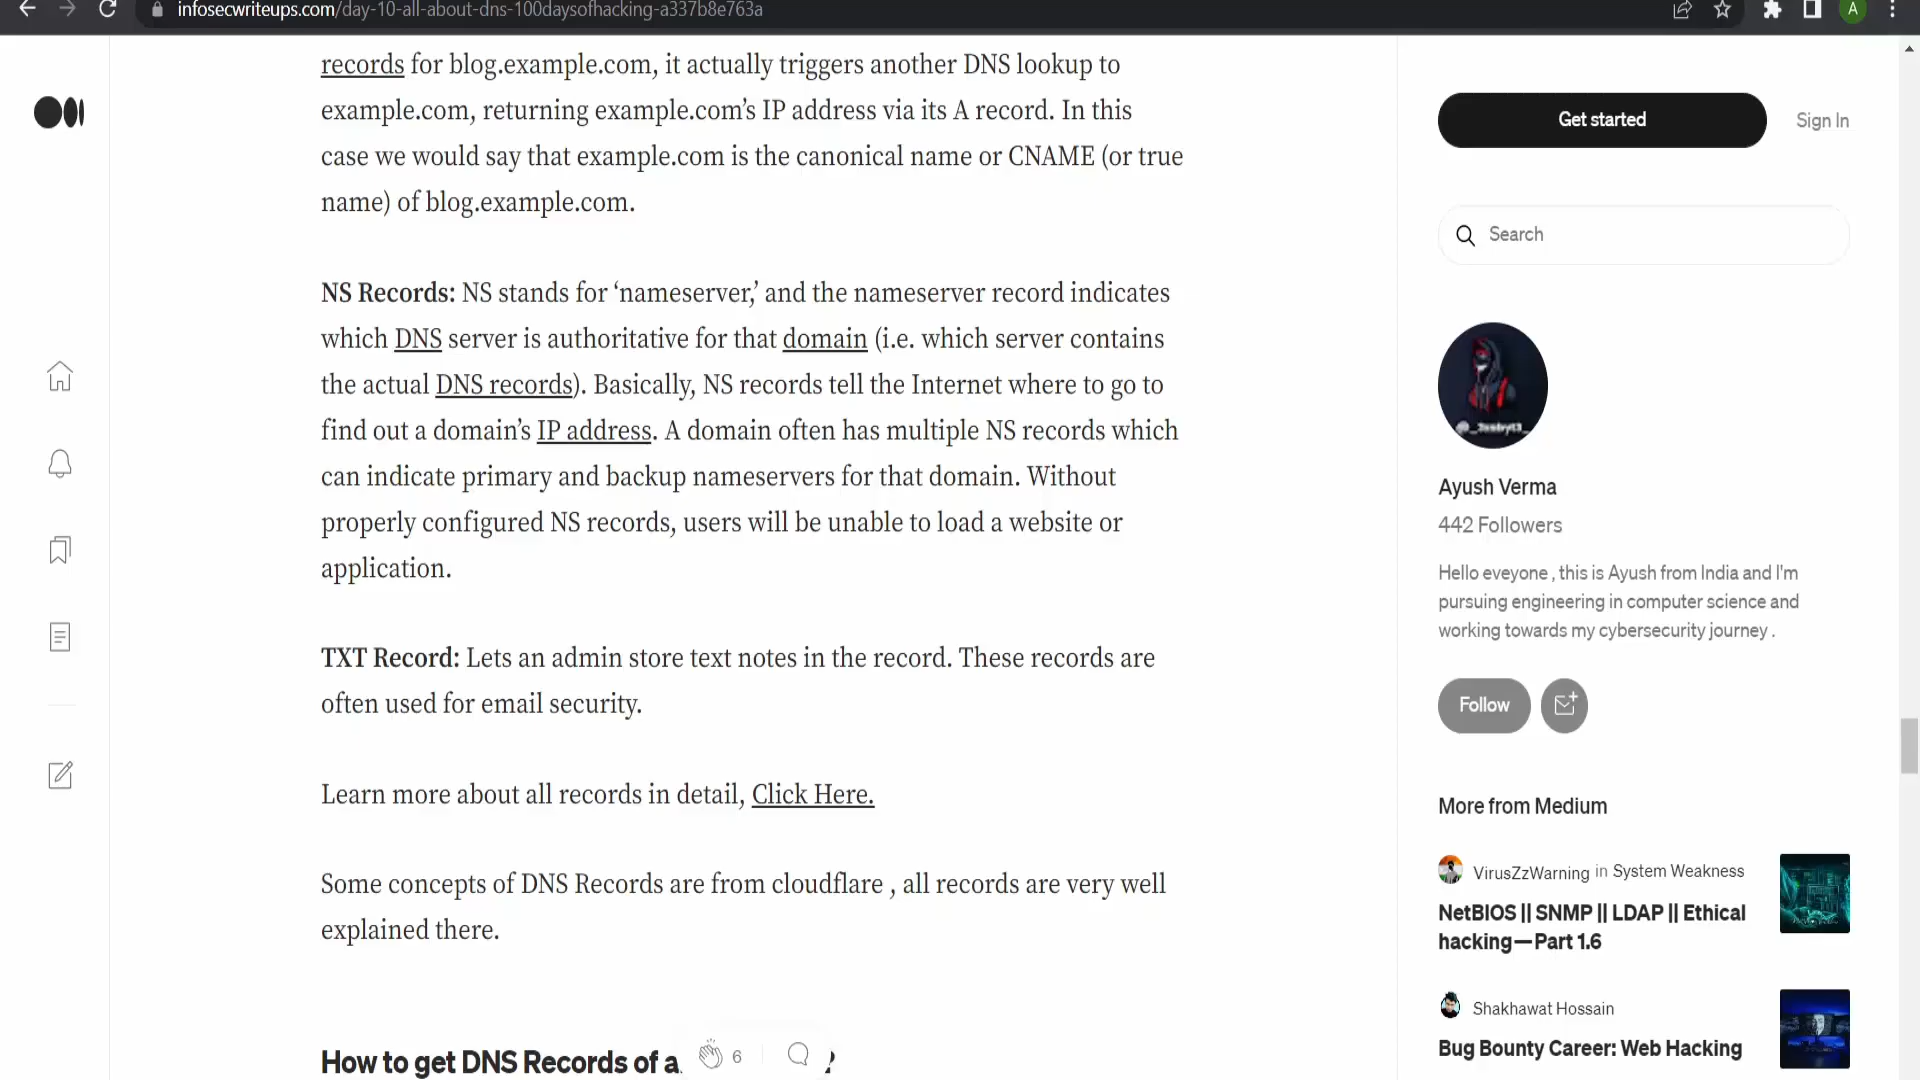 infosecwriteups.com/day-10-all-about-dns-100daysofhacking-a337b8e763a
A
records for blog.example.com, it actually triggers another DNS lookup to
example.com, returning example.com’s IP address via its A record. In this
case we would say that example.com is the canonical name or CNAME (or true
name) of blog.example.com.
NS Records: NS stands for ‘nameserver,’ and the nameserver record indicates
which DNS server is authoritative for that domain (i.e. which server contains
the actual DNS records). Basically, NS records tell the Internet where to go to
find out a domain’s IP address. A domain often has multiple NS records which
can indicate primary and backup nameservers for that domain. Without
properly configured NS records, users will be unable to load a website or
application.
TXT Record: Lets an admin store text notes in the record. These records are
often used for email security.
Learn more about all records in detail, Click Here.
Some concepts of DNS Records are from cloudflare , all records are very well
explained there.
How to get DNS Records of a ?
6
Get started
Sign In
Search
Ayush Verma
442 Followers
Hello eveyone , this is Ayush from India and I'm
pursuing engineering in computer science and
working towards my cybersecurity journey .
Follow
More from Medium
VirusZzWarning in System Weakness
NetBIOS || SNMP || LDAP || Ethical
hacking — Part 1.6
Shakhawat Hossain
Bug Bounty Career: Web Hacking